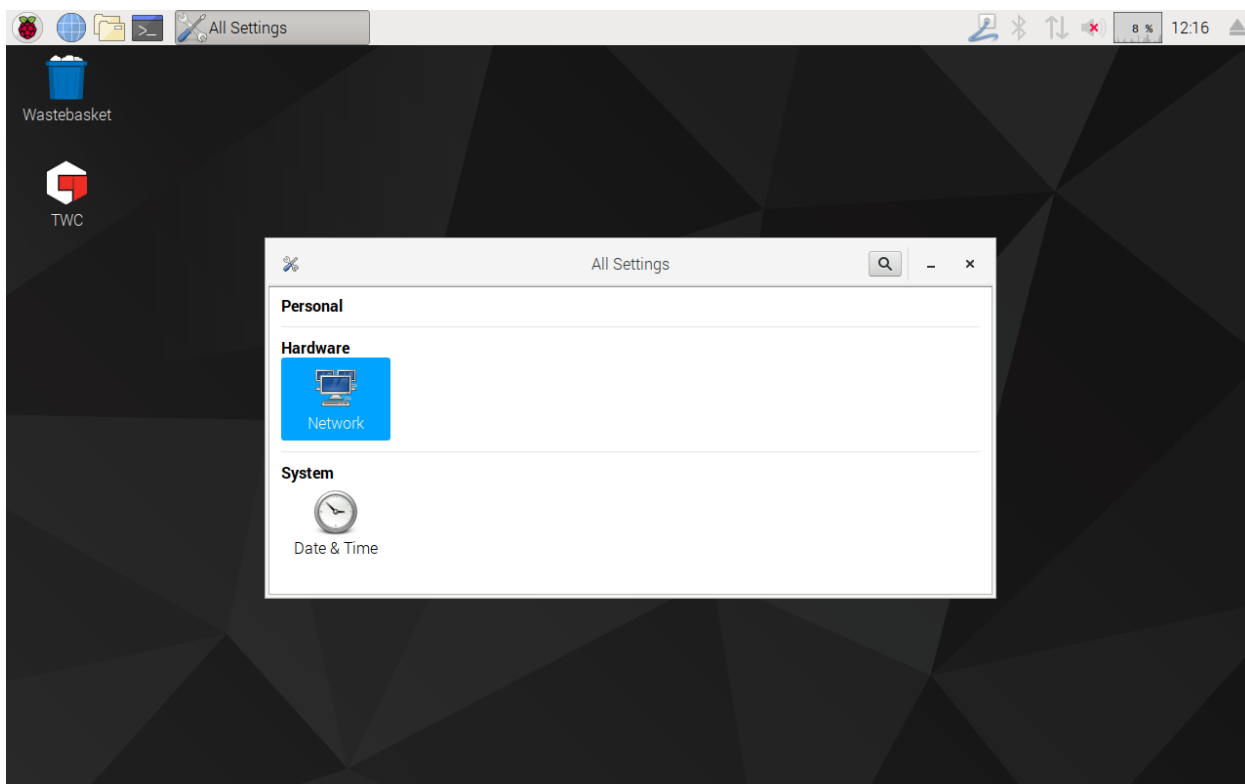 All Settings
8 %
12:16
Wastebasket
TWC
All Settings
Personal
Hardware
Network
System
Date & Time